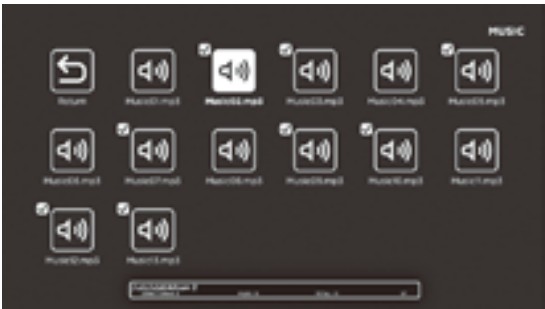 MUSIC
Return Music01.mp3 Music02.mp3 Music03.mp3 Music04.mp3 Music05.mp3
Music06.mp3 Music07.mp3 Music08.mp3 Music09.mp3 Music10.mp3 Music11.mp3
Music12.mp3 Music13.mp3